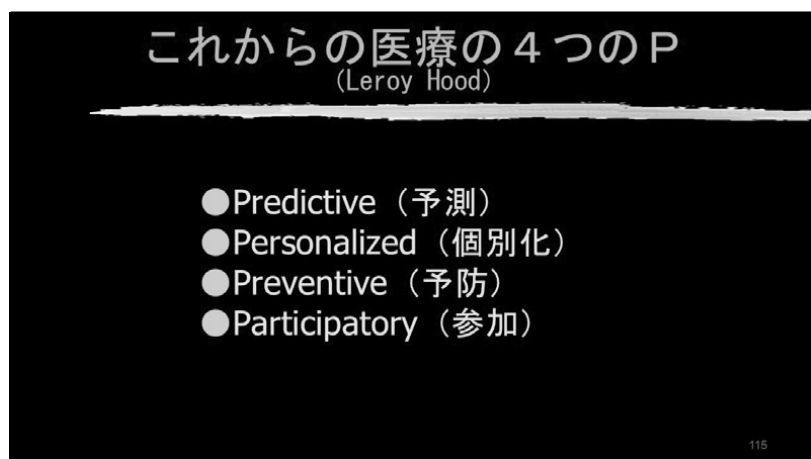 これからの医療の４つのＰ
(Leroy Hood)
●Predictive（予測）
●Personalized（個別化）
●Preventive（予防）
●Participatory（参加）
115